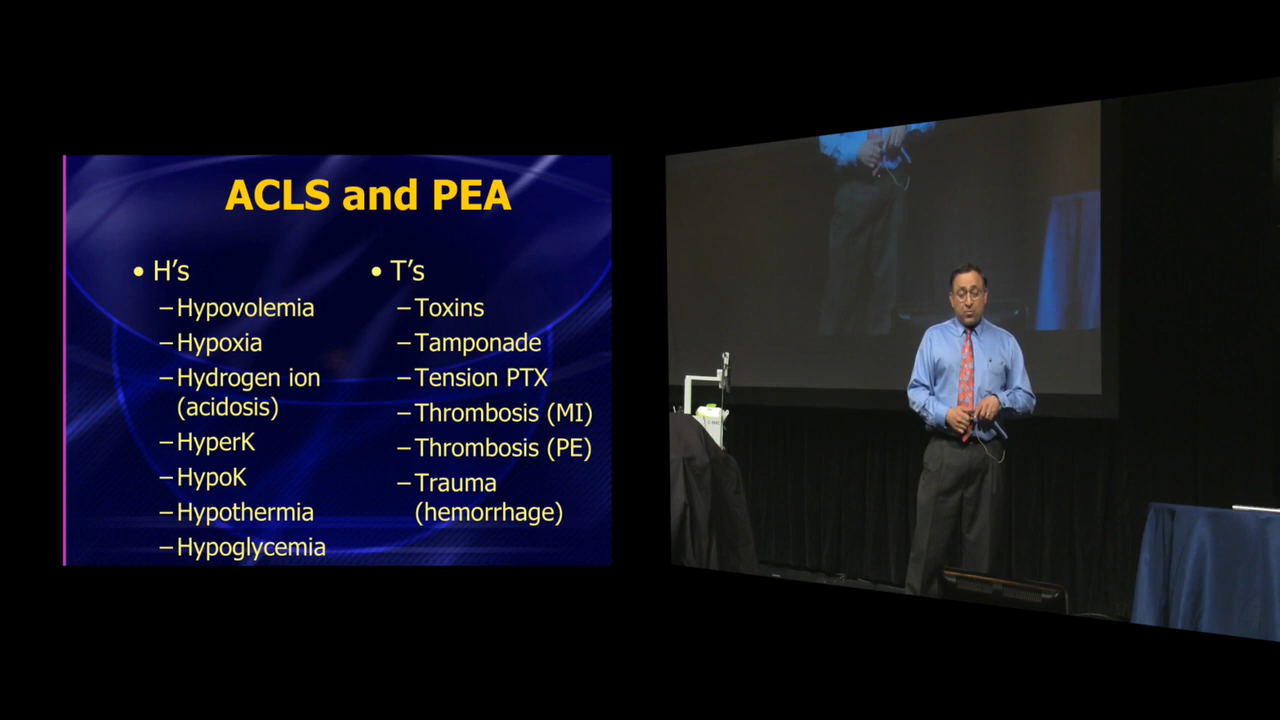 ACLS and PEA
• H's
–Hypovolemia
–Hypoxia
–Hydrogen ion
(acidosis)
–HyperK
–HypoK
–Hypothermia
–Hypoglycemia
• T's
–Toxins
–Tamponade
–Tension PTX
–Thrombosis (MI)
–Thrombosis (PE)
–Trauma
(hemorrhage)